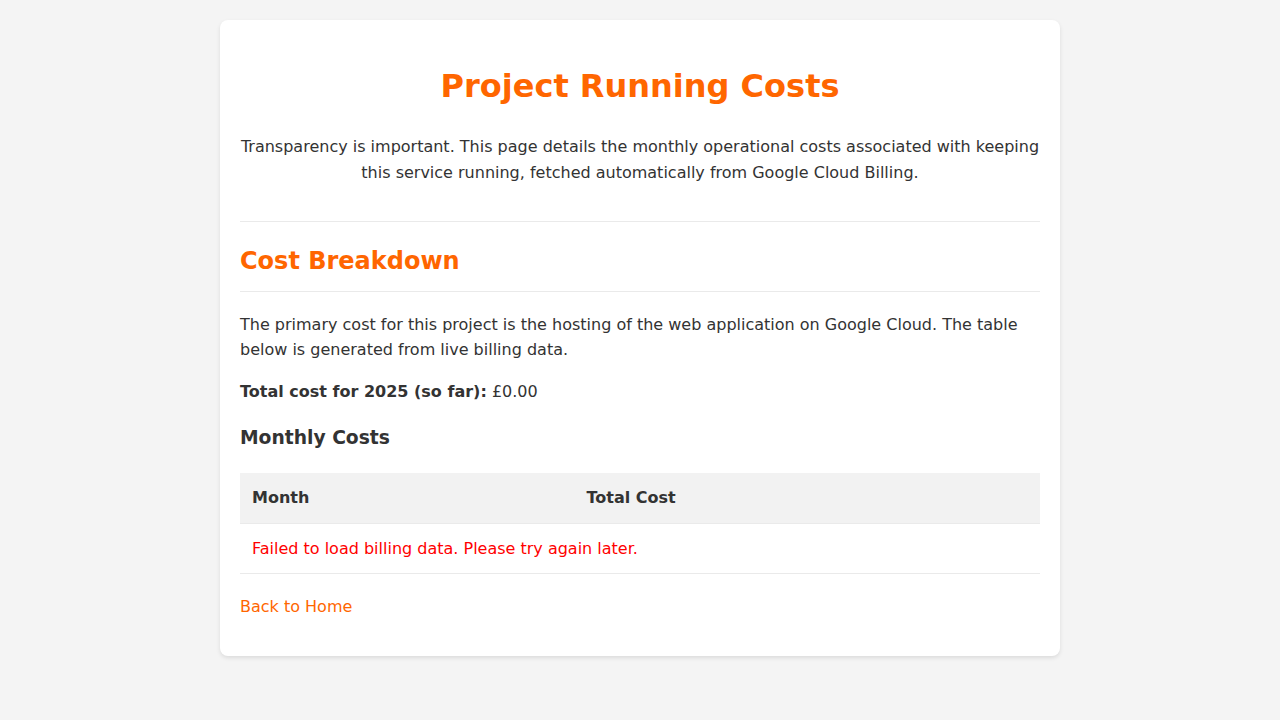 Project Running Costs
Transparency is important. This page details the monthly operational costs associated with keeping
this service running, fetched automatically from Google Cloud Billing.
Cost Breakdown
The primary cost for this project is the hosting of the web application on Google Cloud. The table
below is generated from live billing data.
Total cost for 2025 (so far): £0.00
Monthly Costs
Month Total Cost
Failed to load billing data. Please try again later.
Back to Home